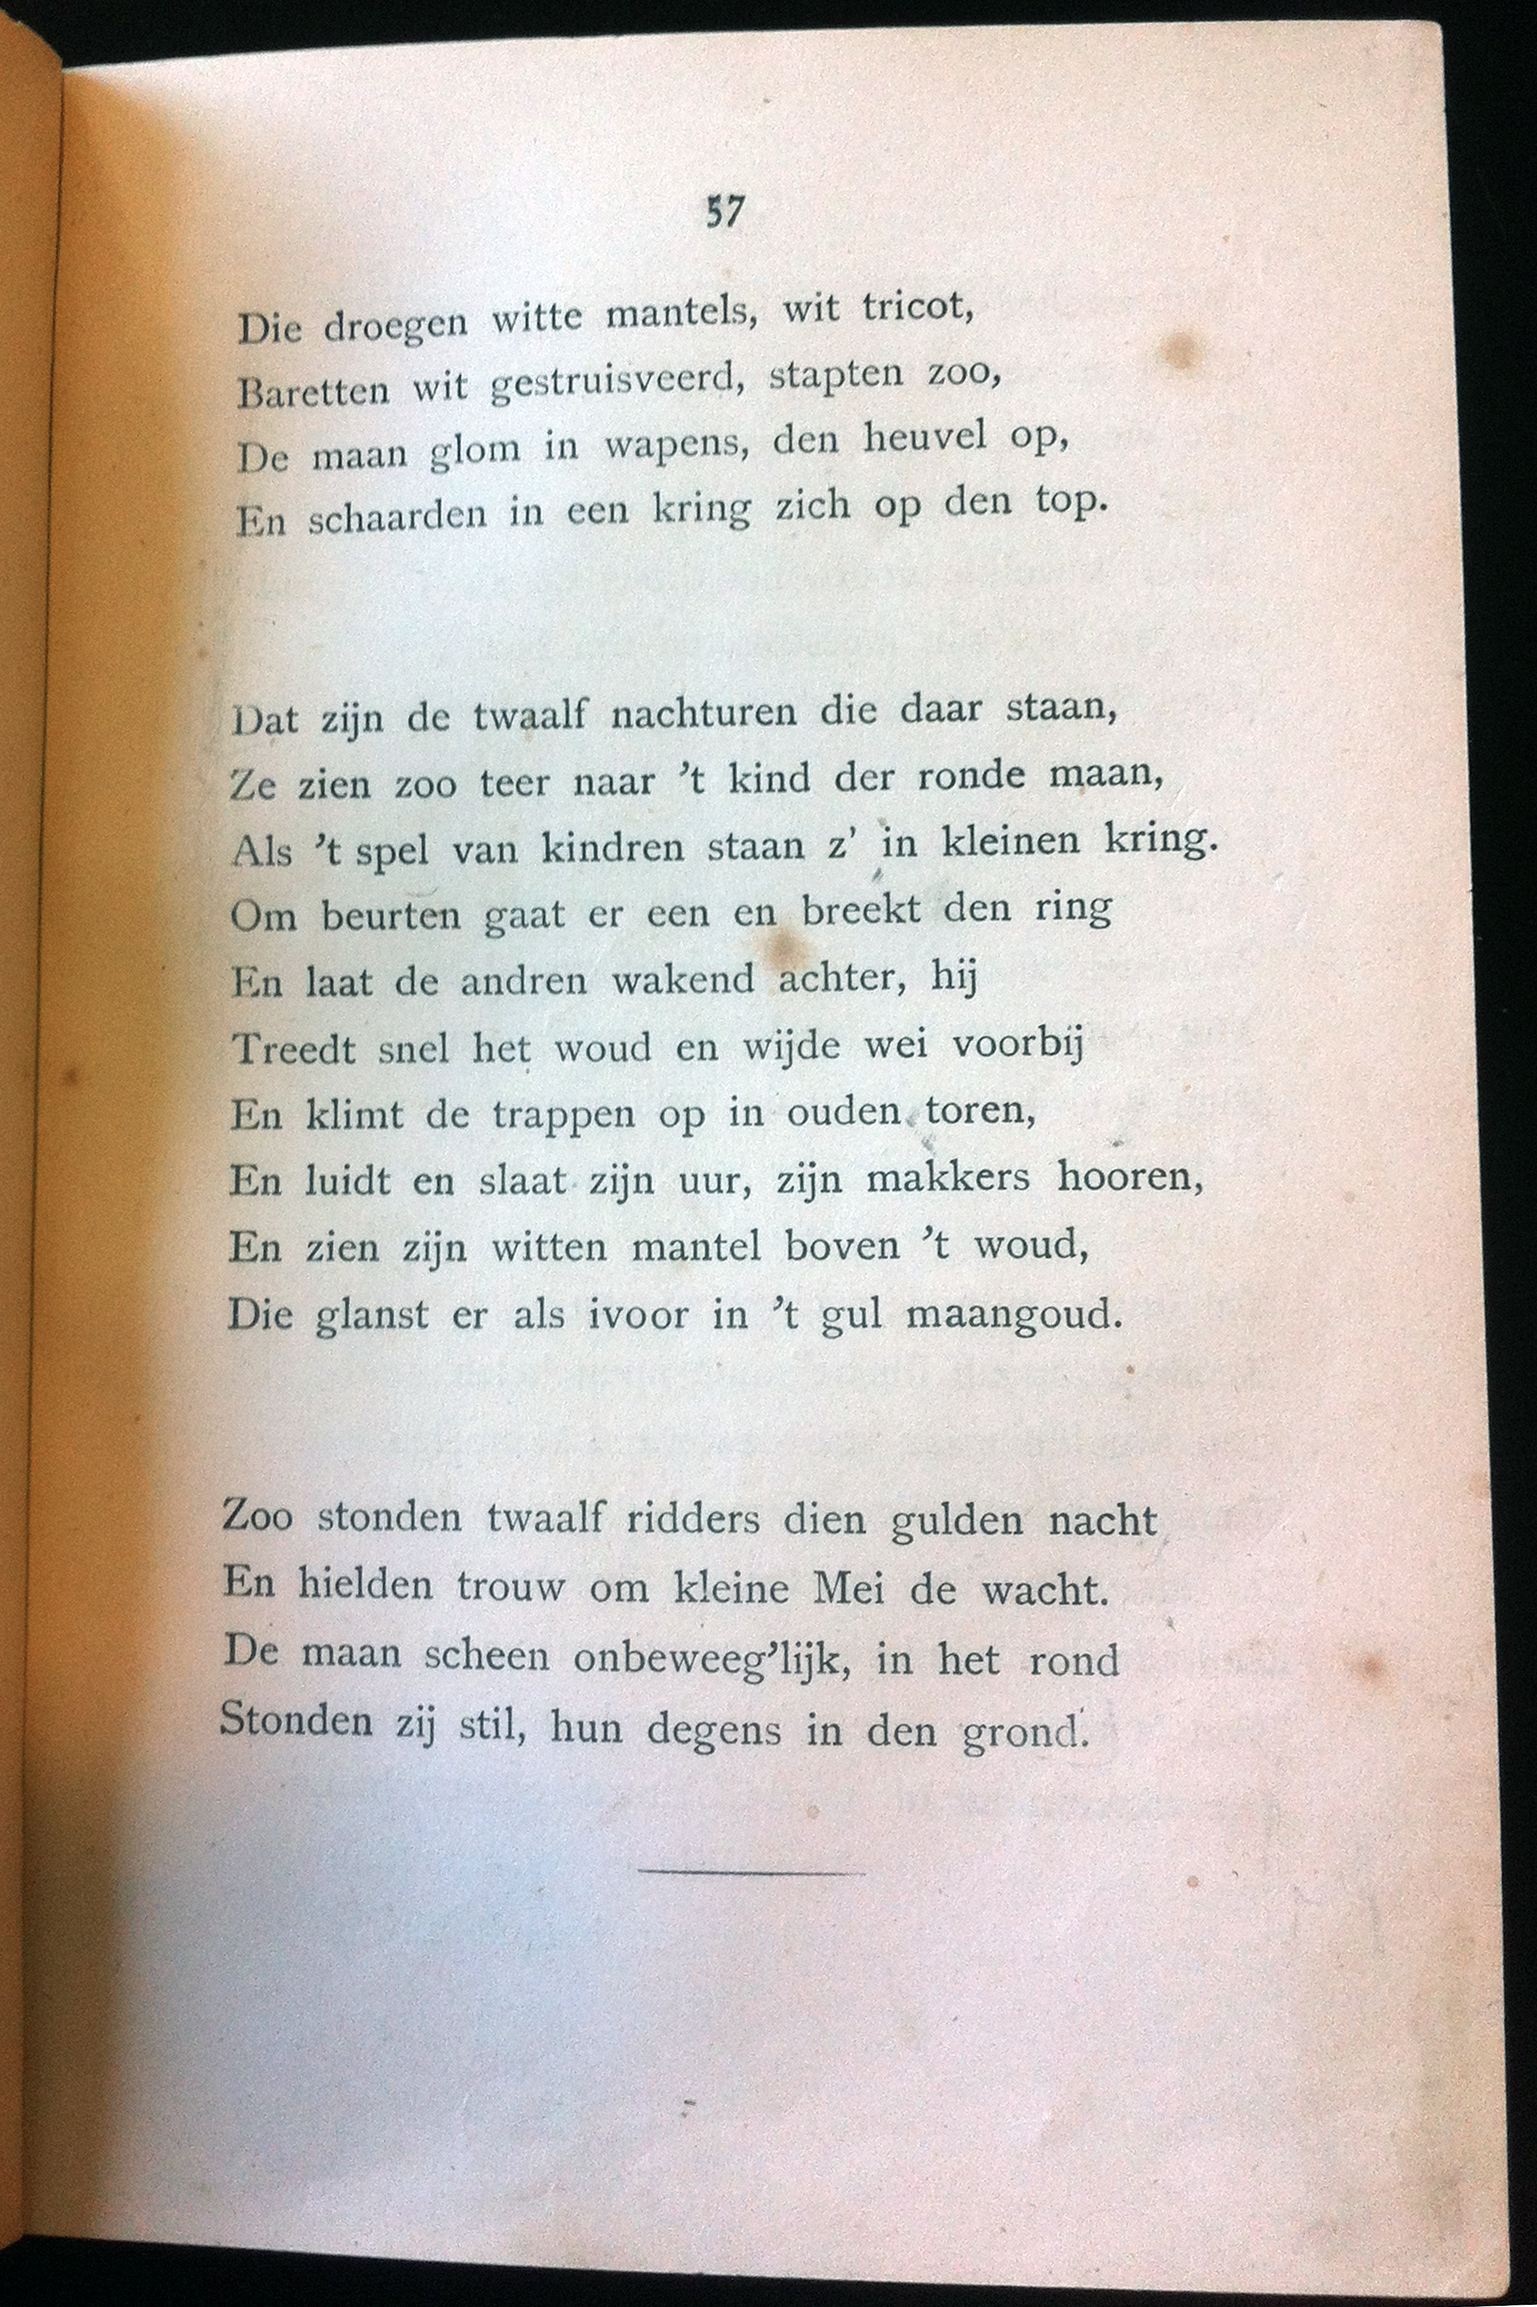 57
Die droegen witte mantels, wit tricot,
Baretten wit gestruisveerd, stapten zoo,
De maan glom in wapens, den heuvel op,
En schaarden in een kring zich op den top.
Dat zijn de twaalf nachturen die daar staan,
Ze zien zoo teer naar ’t kind der ronde maan,
Als ’t spel van kindren staan z' in kleinen kring.
Om beurten gaat er een en breekt den ring
En laat de andren wakend achter, hij
Treedt snel het woud en wijde wei voorbij
En klimt de trappen op in ouden toren,
En luidt en slaat zijn uur, zijn makkers hooren,
En zien zijn witten mantel boven ’t woud,
Die glanst er als ivoor in ’t gul maangoud.
Zoo stonden twaalf ridders dien gulden nacht
En hielden trouw om kleine Mei de wacht.
De maan scheen onbeweeg’lijk, in het rond
Stonden zij stil, hun degens in den grond.